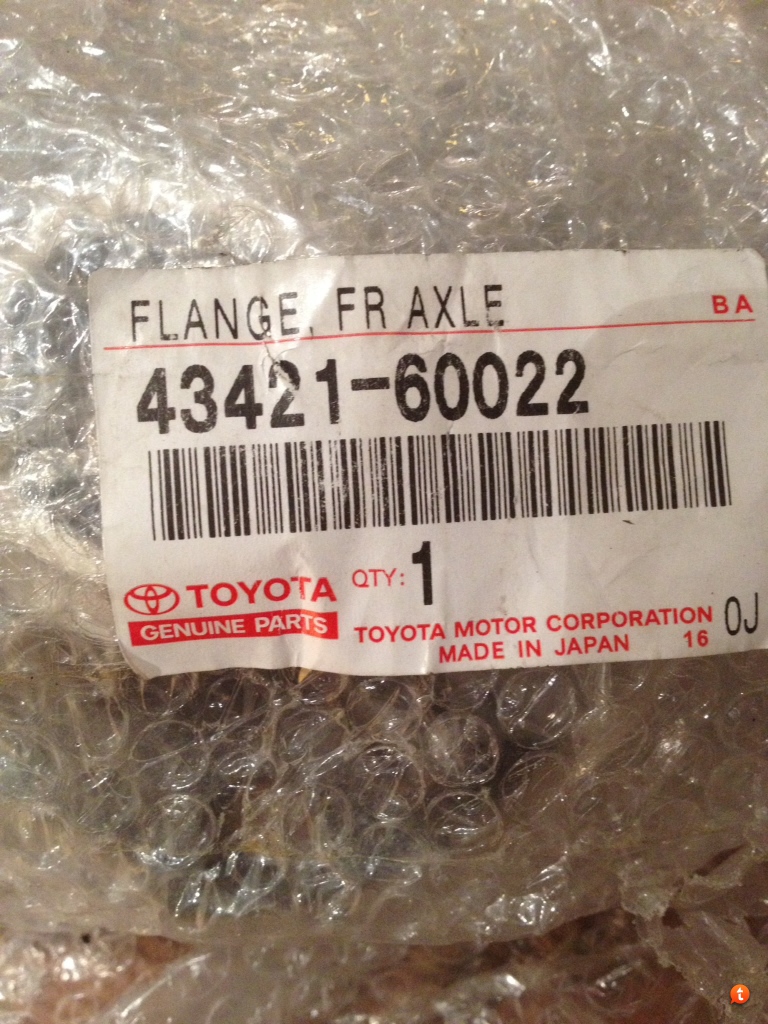 FLANGE, FR AXLE BA
43421-60022
QTY: 1
TOYOTA
GENUINE PARTS
TOYOTA MOTOR CORPORATION
MADE IN JAPAN 16 0J
t